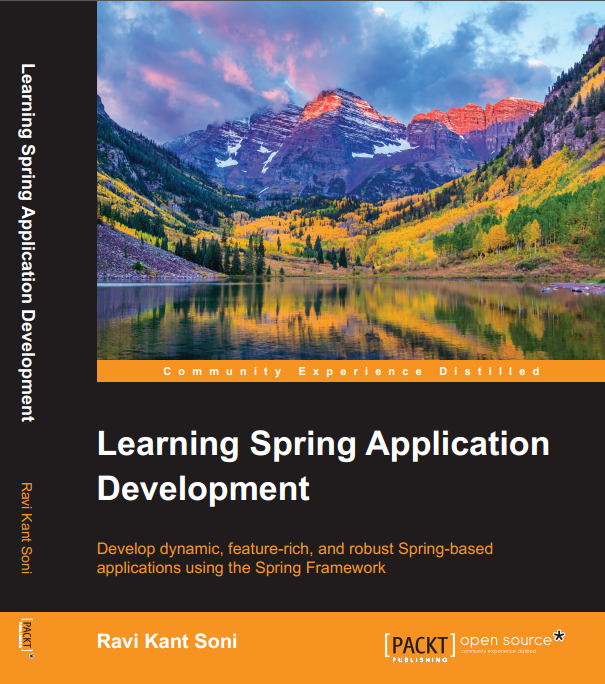 Learning Spring Application Development
Ravi Kant Soni
[PACKT]
PUBLISHING
Community Experience Distilled
Learning Spring Application
Development
Develop dynamic, feature-rich, and robust Spring-based
applications using the Spring Framework
Ravi Kant Soni
[PACKT] open source*
PUBLISHING community experience distilled